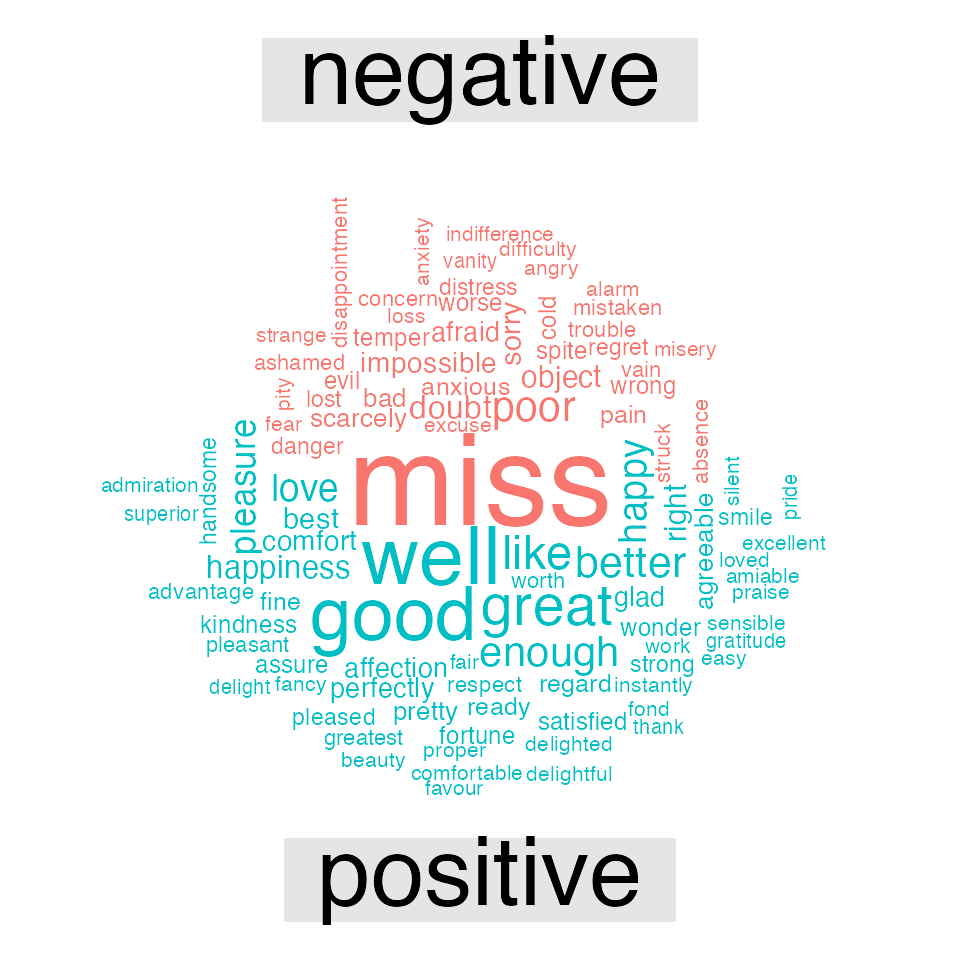 negative
disappointment
anxiety
indifference
difficulty
vanity
angry
distress
alarm
concern
worse
cold
mistaken
loss
sorry
trouble
strange
temper
afraid
spite
regret
misery
ashamed
impossible
object
vain
evil
anxious
wrong
pity
lost
bad
doubt
poor
pain
scarcely
excuse
fear
absence
struck
danger
miss
pleasure
handsome
happy
silent
pride
admiration
love
right
agreeable
superior
best
smile
comfort
well
like
better
excellent
happiness
worth
loved
amiable
advantage
fine
good
great
glad
praise
kindness
wonder
sensible
pleasant
enough
work
gratitude
assure
affection
fair
strong
easy
delight
fancy
perfectly
respect
regard
instantly
pleased
pretty
ready
satisfied
fond
thank
greatest
fortune
proper
delighted
beauty
comfortable
delightful
favour
positive